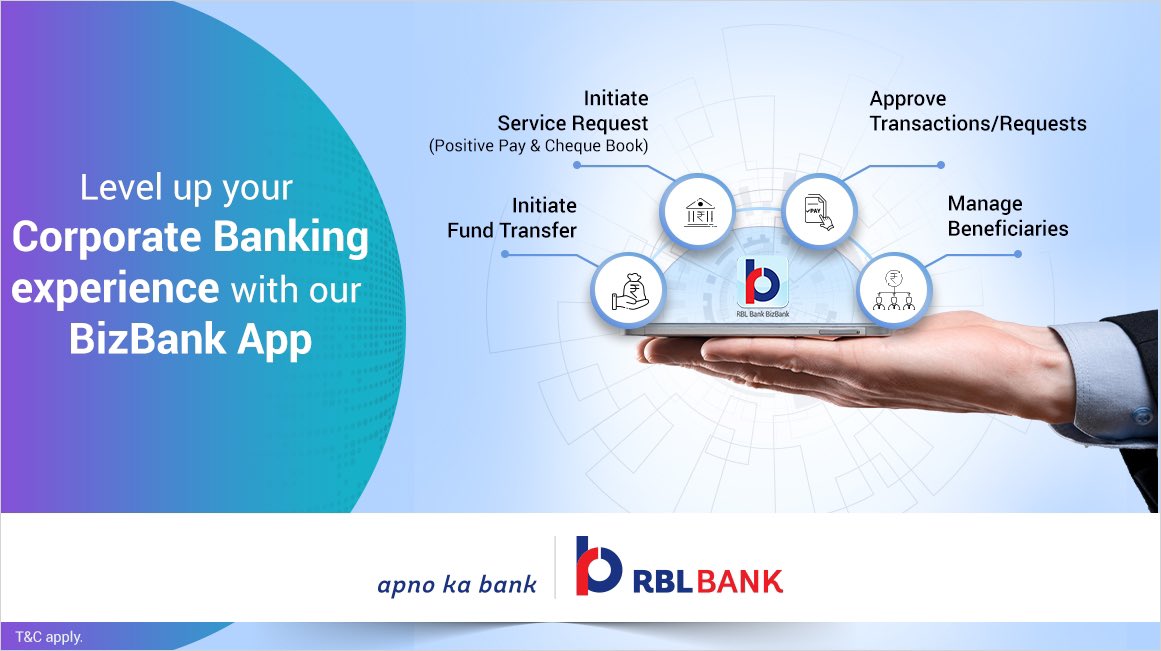 Level up your
Corporate Banking
experience with our
BizBank App
Initiate
Service Request
(Positive Pay & Cheque Book)
Initiate
Fund Transfer
Approve
Transactions/Requests
PAY
Manage
Beneficiaries
RBL Bank BizBank
apno ka bank
RBL BANK
T&C apply.